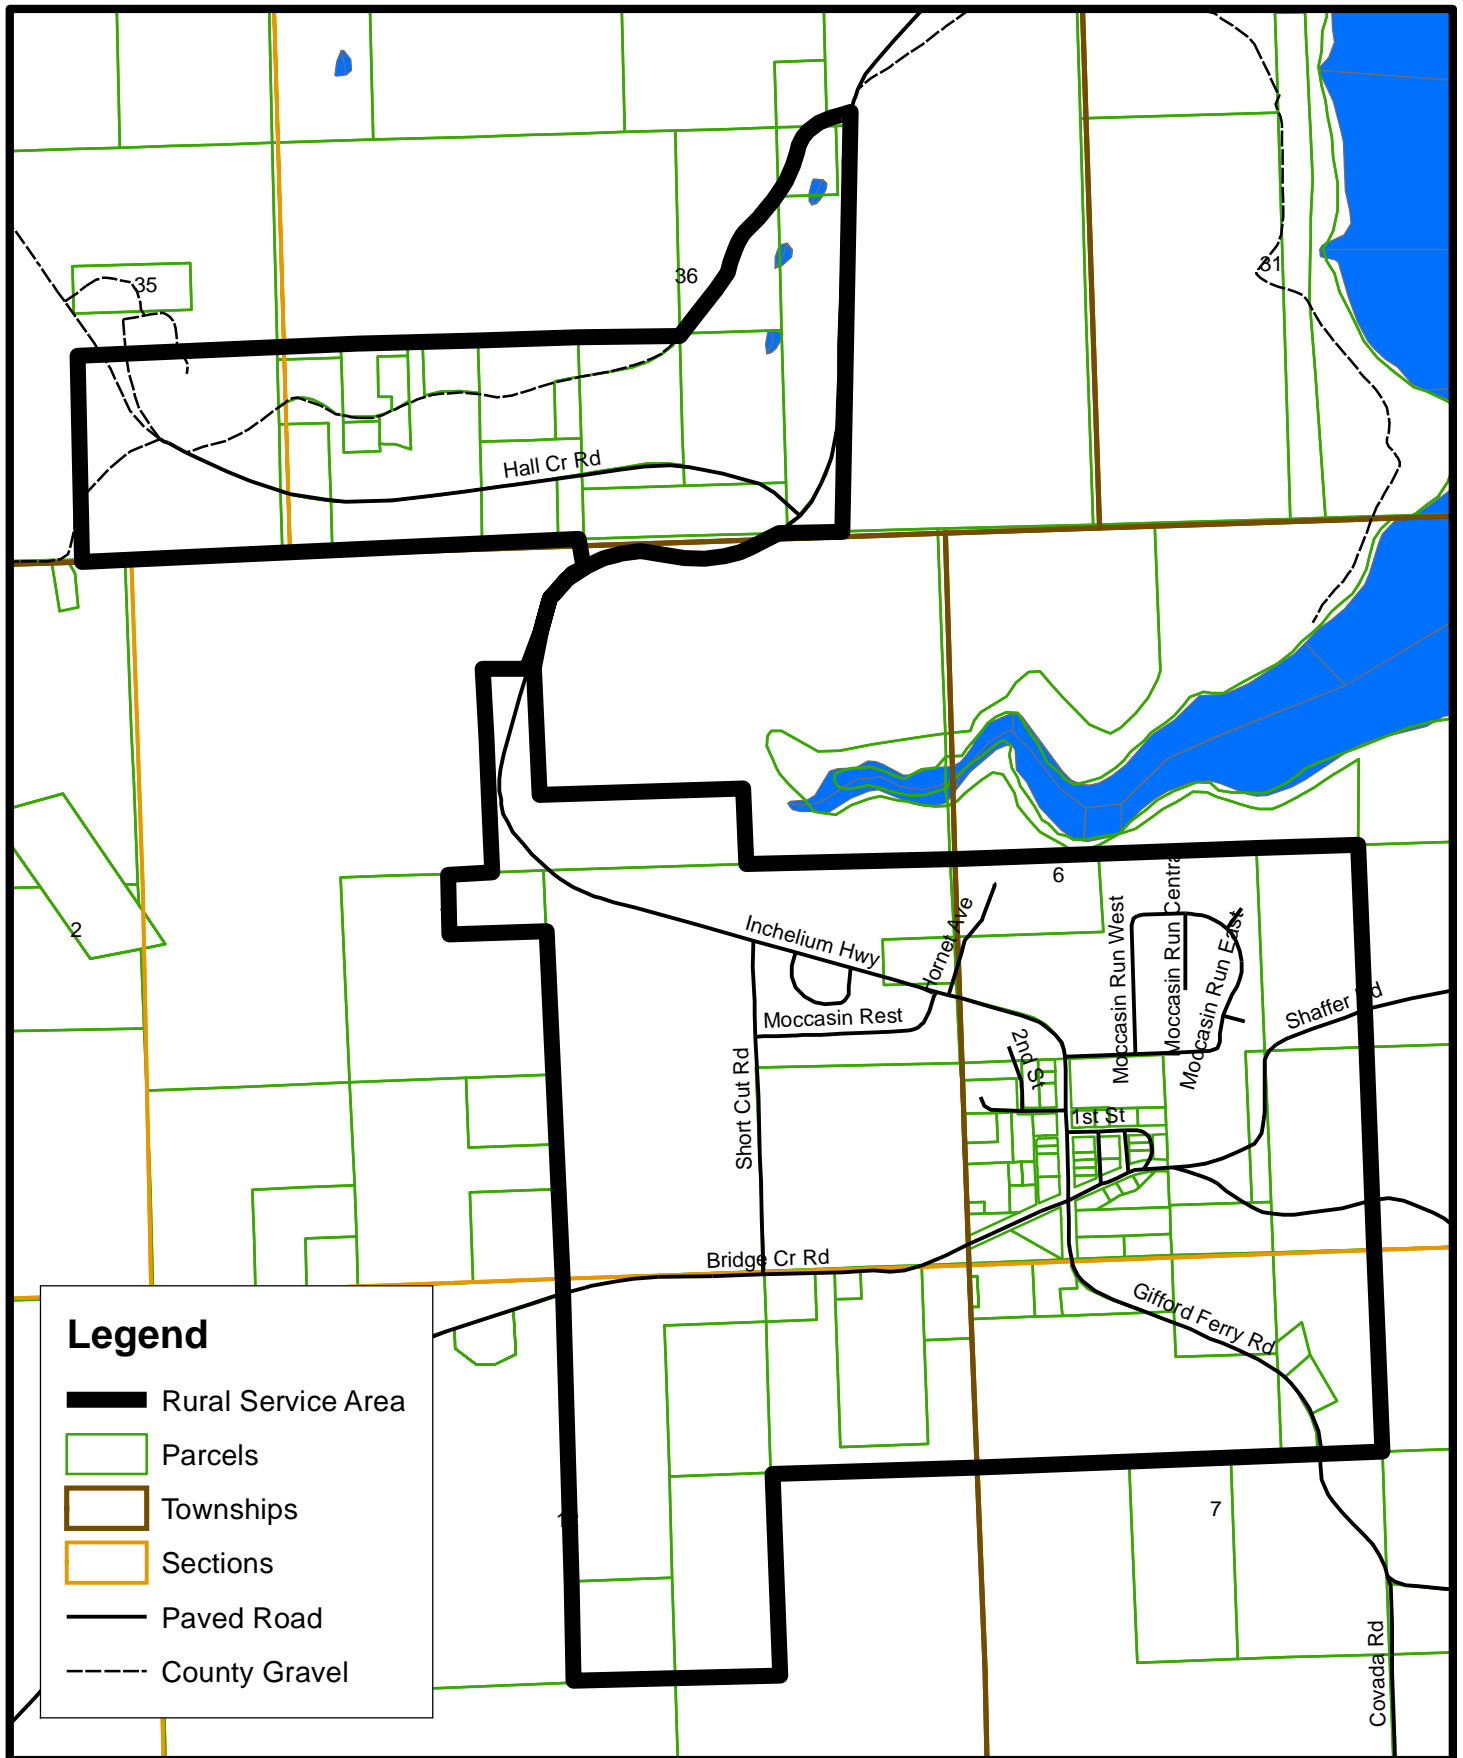 31
36
35
Hall Cr Rd
6
2
Inchelium Hwy
Hornet Ave
Moccasin Run West
Moccasin Run Centra
Moccasin Run East
Shaffer Rd
Moccasin Rest
2nd St
Short Cut Rd
1st St
Bridge Cr Rd
Gifford Ferry Rd
7
Covada Rd
Legend
Rural Service Area
Parcels
Townships
Sections
Paved Road
County Gravel